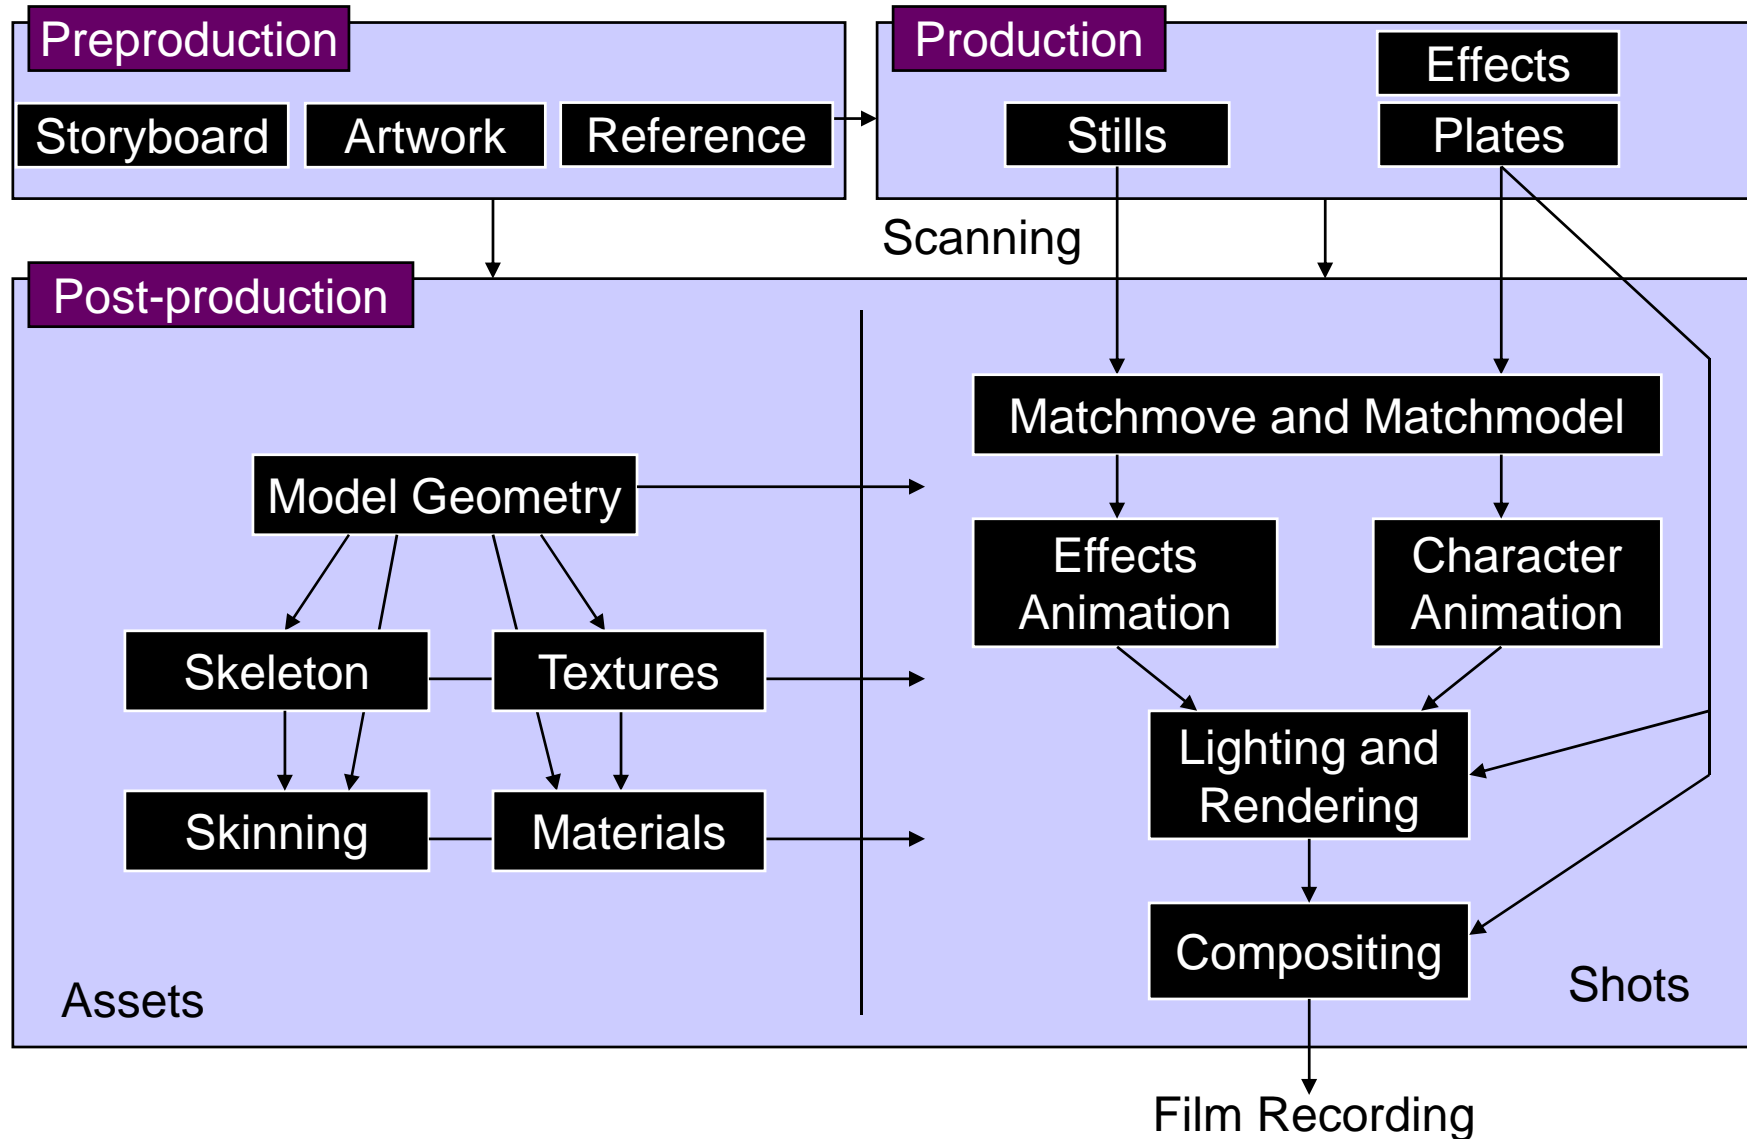 Preproduction
Storyboard
Artwork
Reference
Production
Effects
Stills
Plates
Scanning
Post-production
Matchmove and Matchmodel
Model Geometry
Effects
Animation
Character
Animation
Skeleton
Textures
Lighting and
Rendering
Skinning
Materials
Compositing
Assets
Shots
Film Recording